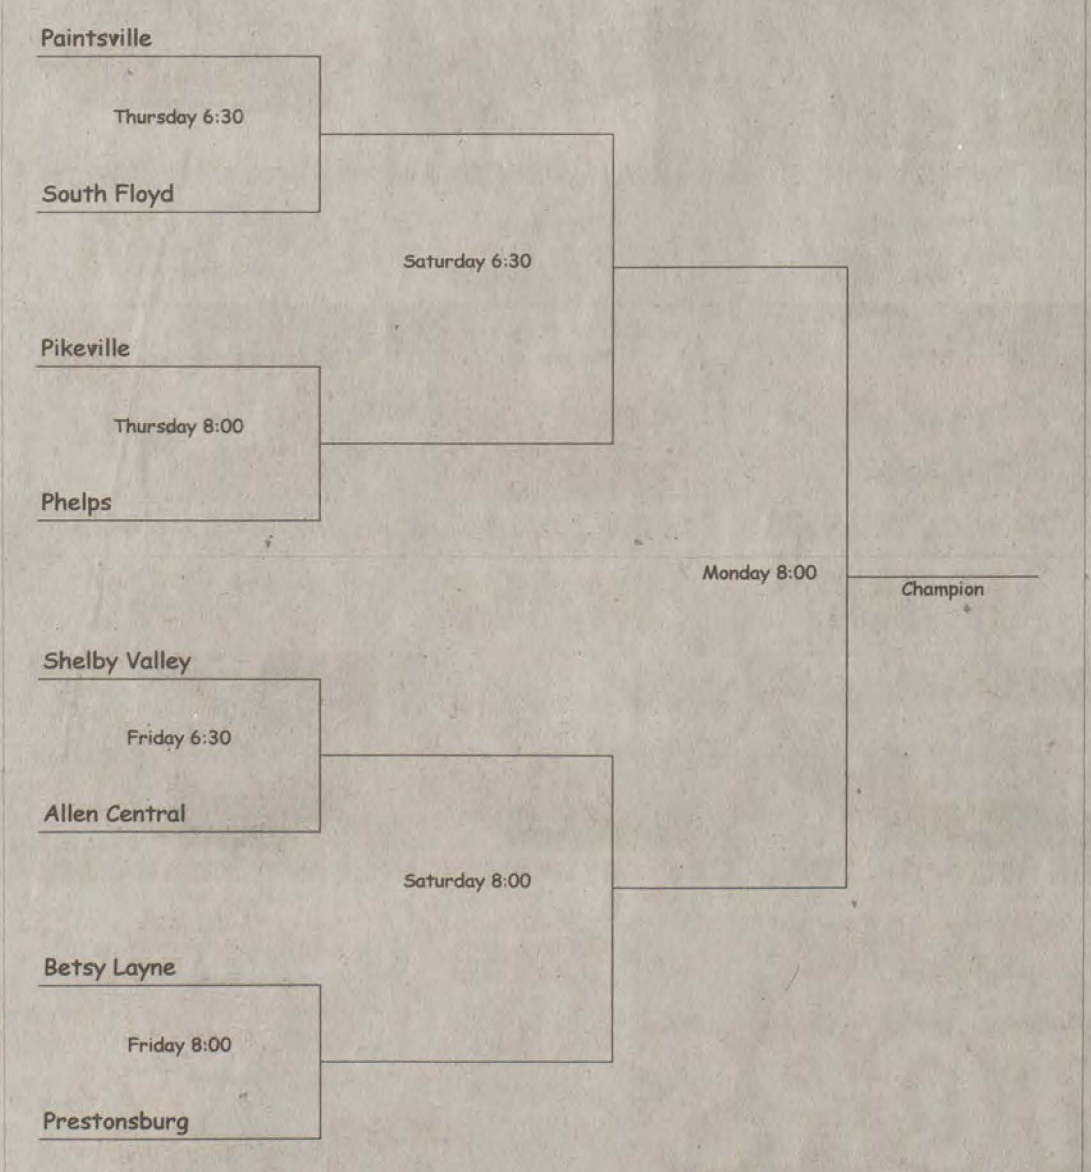 Paintsville
Thursday 6:30
South Floyd
Saturday 6:30
Pikeville
Thursday 8:00
Phelps
Monday 8:00
Champion
Shelby Valley
Friday 6:30
Allen Central
Saturday 8:00
Betsy Layne
Friday 8:00
Prestonsburg